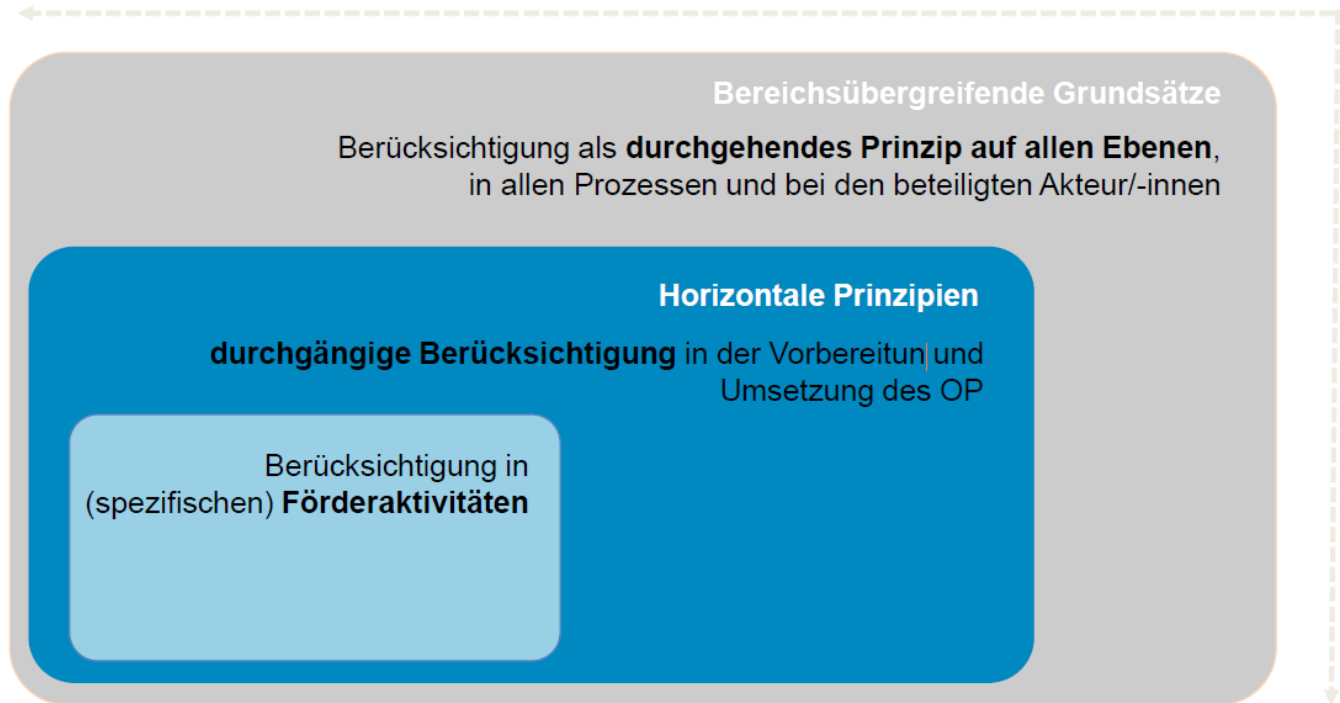 Bereichsübergreifende Grundsätze
Berücksichtigung als durchgehendes Prinzip auf allen Ebenen,
in allen Prozessen und bei den beteiligten Akteur/-innen
Horizontale Prinzipien
durchgängige Berücksichtigung in der Vorbereitun und
Umsetzung des OP
Berücksichtigung in
(spezifischen) Förderaktivitäten